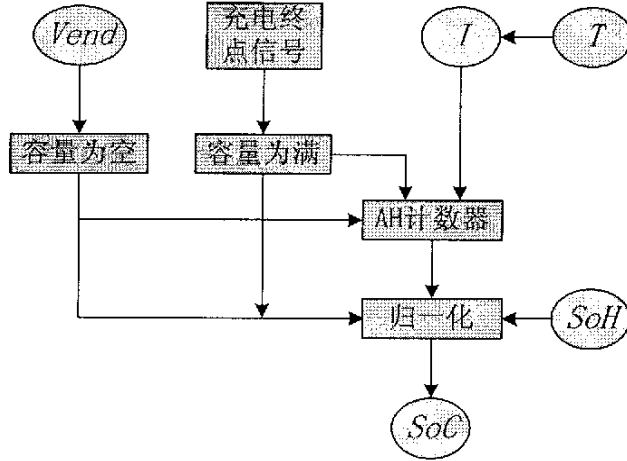 Vend
充电终
点信号
I
T
容量为空
容量为满
AH计数器
归一化
SoH
SoC